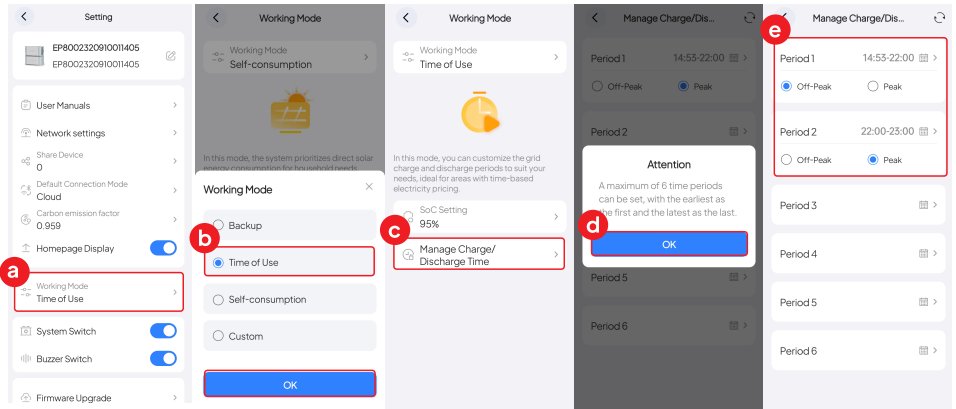 Setting
EP8002320910011405
EP8002320910011405
User Manuals
Network settings
Share Device
0
Default Connection Mode
Cloud
Carbon emission factor
0.959
Homepage Display
a
Working Mode
Time of Use
System Switch
Buzzer Switch
Firmware Upgrade
Working Mode
Working Mode
Self-consumption
In this mode, the system prioritizes direct solar
energy consumption for household needs
Working Mode
b
Backup
Time of Use
Self-consumption
Custom
OK
Working Mode
Working Mode
Time of Use
In this mode, you can customize the grid
charge and discharge periods to suit your
needs, ideal for areas with time-based
electricity pricing.
SoC Setting
95%
c
Manage Charge/
Discharge Time
Manage Charge/Dis...
Period 1 14:53-22:00
Off-Peak Peak
Period 2
Attention
A maximum of 6 time periods
can be set, with the earliest as
the first and the latest as the last.
d
OK
Period 5
Period 6
Manage Charge/Dis...
e
Period 1 14:53-22:00
Off-Peak Peak
Period 2 22:00-23:00
Off-Peak Peak
Period 3
Period 4
Period 5
Period 6